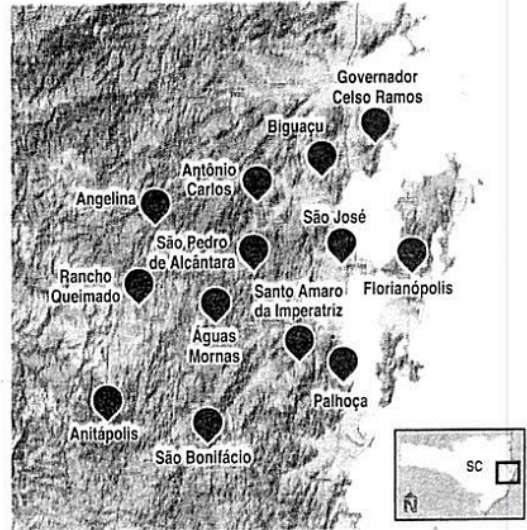 Governador
Celso Ramos
Biguaçu
Antônio
Carlos
Angelina
São José
São Pedro
de Alcântara
Rancho
Queimado
Santo Amaro
da Imperatriz
Florianópolis
Águas
Mornas
Palhoça
Anitápolis
São Bonifácio
SC
N